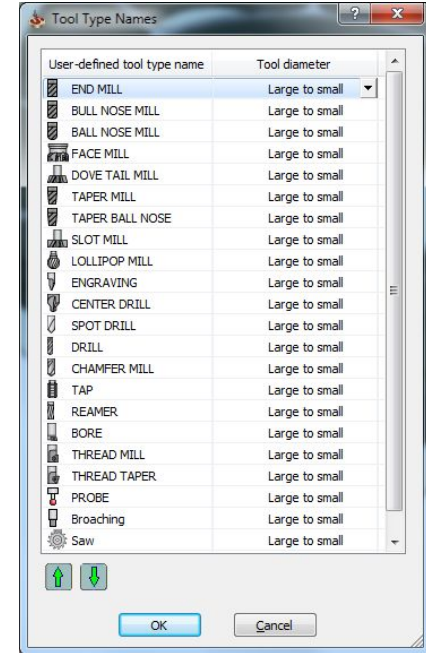 Tool Type Names
User-defined tool type name Tool diameter
END MILL Large to small
BULL NOSE MILL Large to small
BALL NOSE MILL Large to small
FACE MILL Large to small
DOVE TAIL MILL Large to small
TAPER MILL Large to small
TAPER BALL NOSE Large to small
SLOT MILL Large to small
LOLLIPOP MILL Large to small
ENGRAVING Large to small
CENTER DRILL Large to small
SPOT DRILL Large to small
DRILL Large to small
CHAMFER MILL Large to small
TAP Large to small
REAMER Large to small
BORE Large to small
THREAD MILL Large to small
THREAD TAPER Large to small
PROBE Large to small
Broaching Large to small
Saw Large to small
OK Cancel